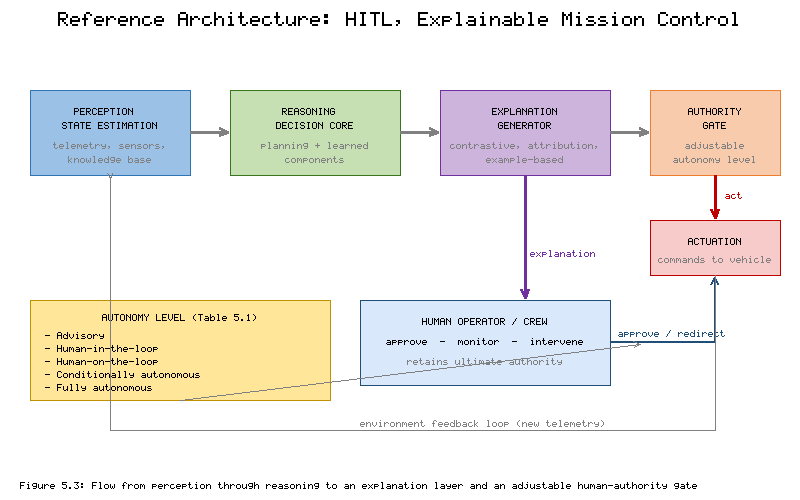 Reference Architecture: HITL, Explainable Mission Control
PERCEPTION
STATE ESTIMATION
telemetry, sensors,
knowledge base
REASONING
DECISION CORE
planning + learned
components
EXPLANATION
GENERATOR
contrastive, attribution,
example-based
AUTHORITY
GATE
adjustable
autonomy level
act
ACTUATION
commands to vehicle
explanation
AUTONOMY LEVEL (Table 5.1)
- Advisory
- Human-in-the-loop
- Human-on-the-loop
- Conditionally autonomous
- Fully autonomous
HUMAN OPERATOR / CREW
approve - monitor - intervene
retains ultimate authority
approve / redirect
environment feedback loop (new telemetry)
Figure 5.3: Flow from perception through reasoning to an explanation layer and an adjustable human-authority gate